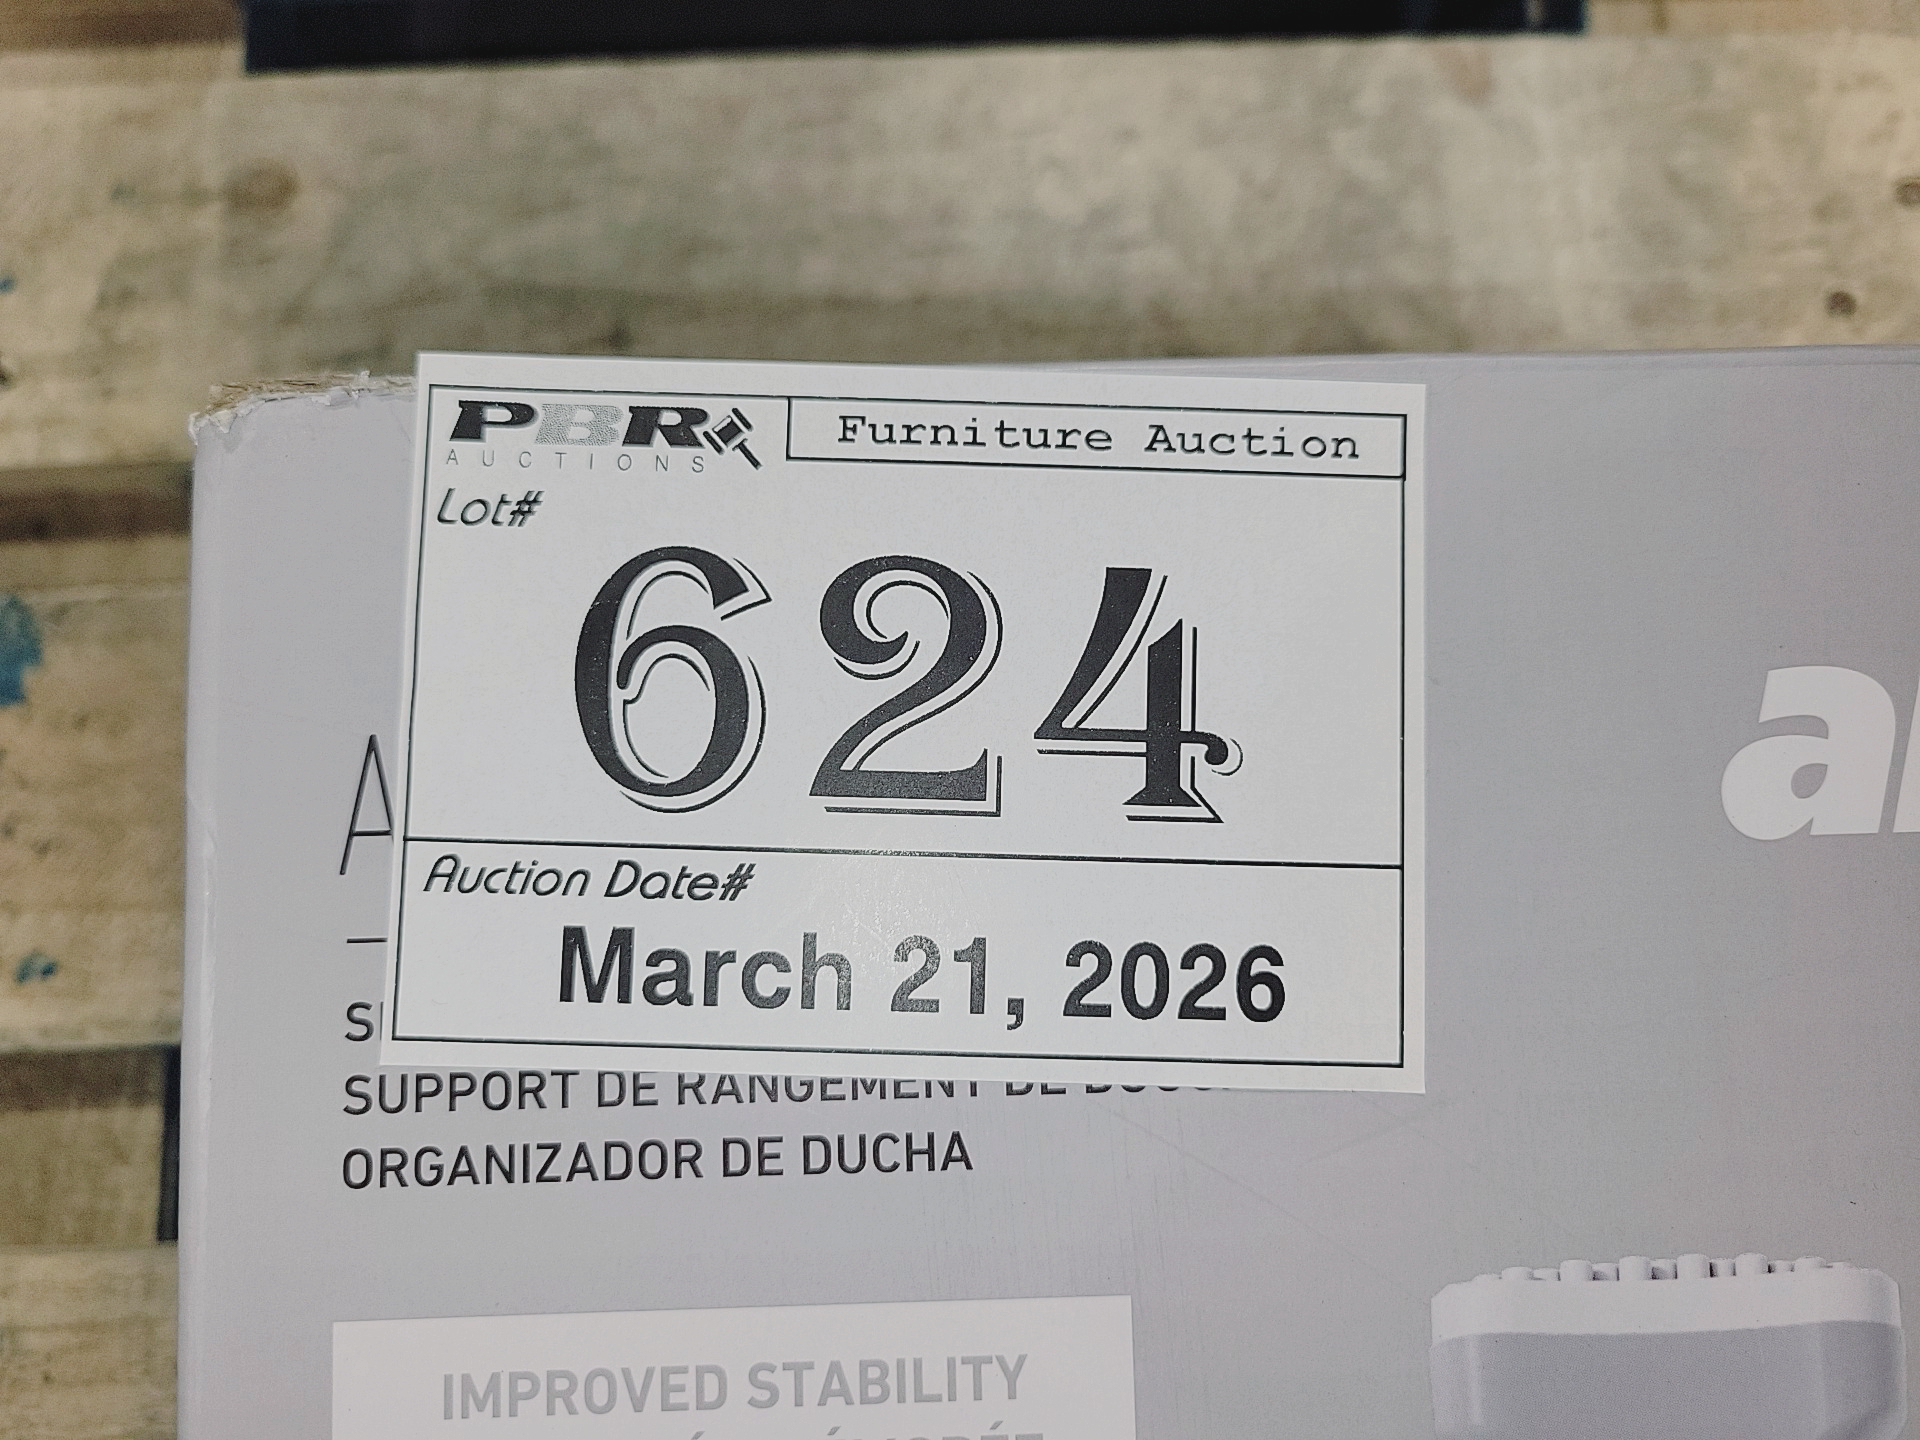 PBR
AUCTIONS
Furniture Auction
Lot#
624
Auction Date#
March 21, 2026
SUPPORT DE RANGEMENT DE
ORGANIZADOR DE DUCHA
IMPROVED STABILITY